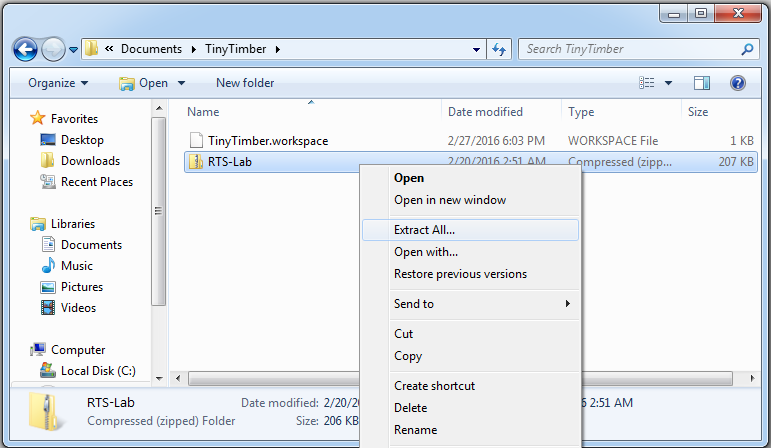 « Documents ▸ TinyTimber ▸
Search TinyTimber
Organize Open New folder
Name Date modified Type Size
Favorites
Desktop
Downloads
Recent Places
Libraries
Documents
Music
Pictures
Videos
Computer
Local Disk (C:)
TinyTimber.workspace 2/27/2016 6:03 PM WORKSPACE File 1 KB
RTS-Lab 2/20/2016 2:51 AM Compressed (zipp... 207 KB
Open
Open in new window
Extract All...
Open with...
Restore previous versions
Send to
Cut
Copy
Create shortcut
Delete
Rename
RTS-Lab Date modified: 2/20/20 6 2:51 AM
Compressed (zipped) Folder Size: 206 KB